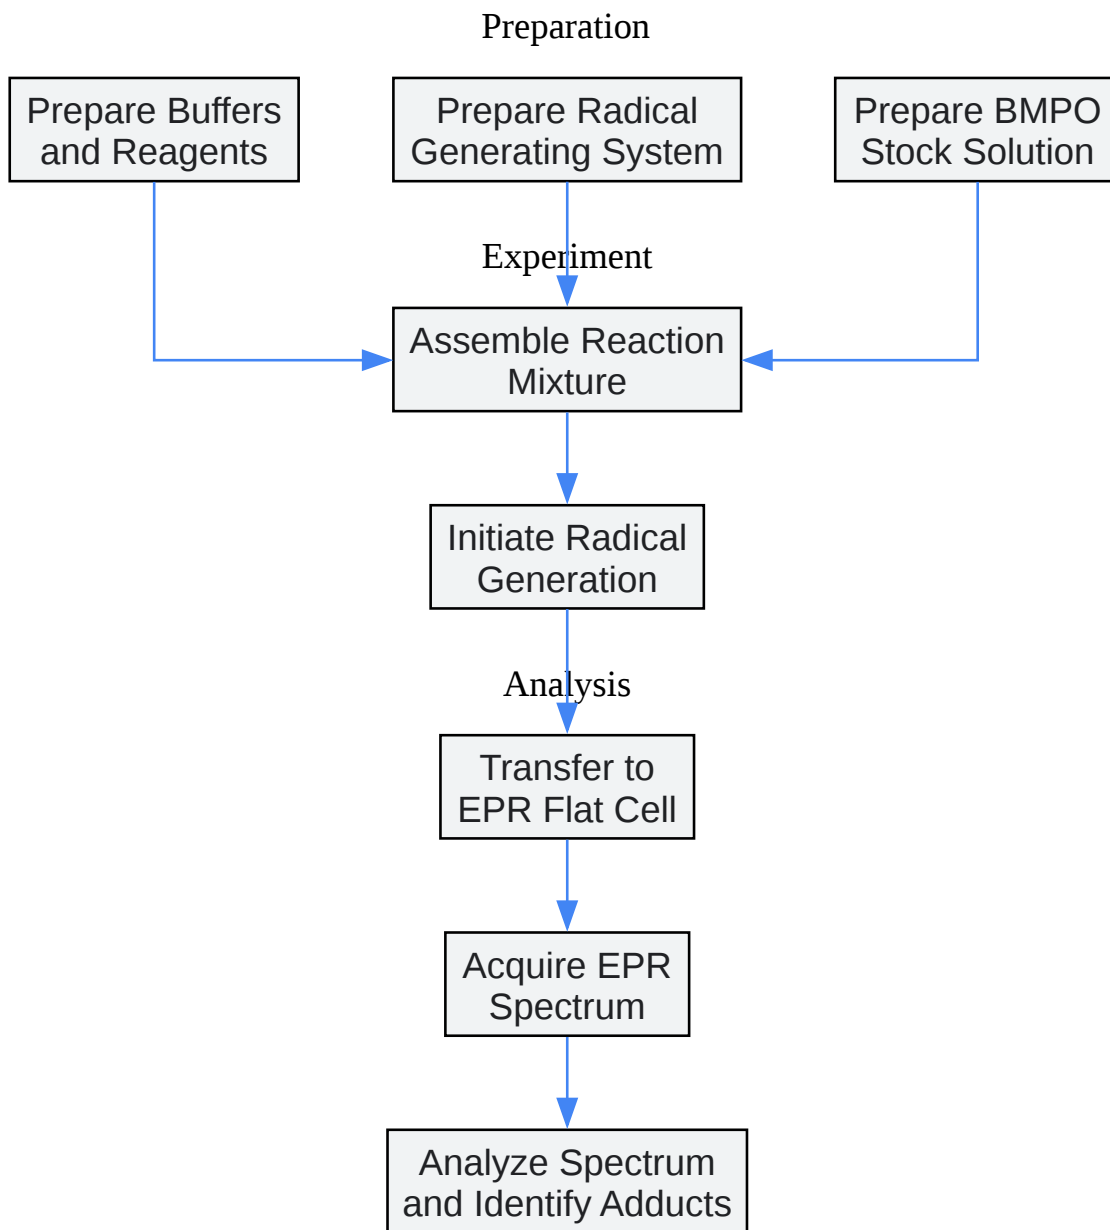 Preparation
Prepare Buffers
and Reagents
Prepare Radical
Generating System
Prepare BMPO
Stock Solution
Experiment
Assemble Reaction
Mixture
Initiate Radical
Generation
Analysis
Transfer to
EPR Flat Cell
Acquire EPR
Spectrum
Analyze Spectrum
and Identify Adducts